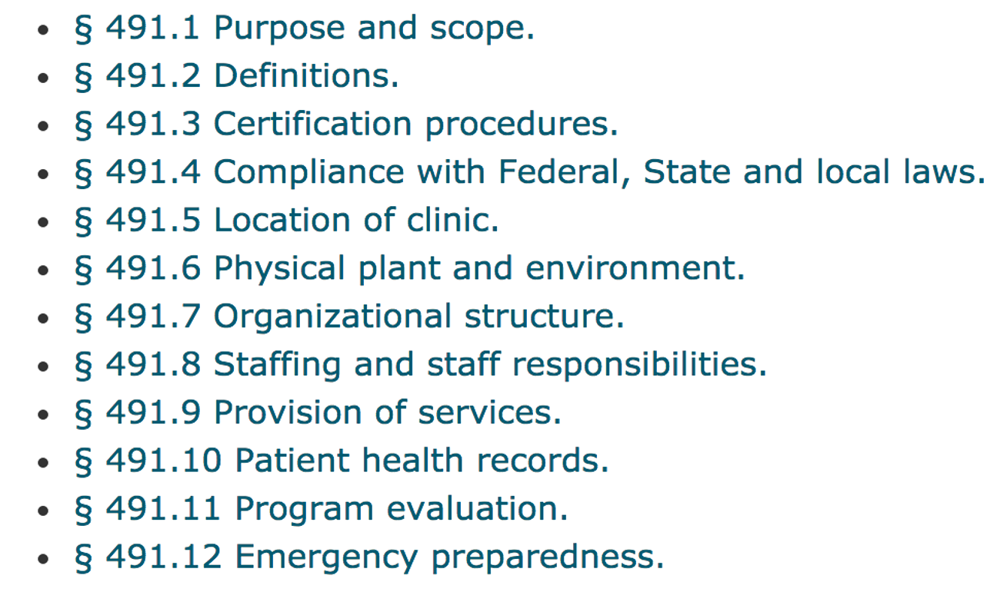 • § 491.1 Purpose and scope.
• § 491.2 Definitions.
• § 491.3 Certification procedures.
• § 491.4 Compliance with Federal, State and local laws.
• § 491.5 Location of clinic.
• § 491.6 Physical plant and environment.
• § 491.7 Organizational structure.
• § 491.8 Staffing and staff responsibilities.
• § 491.9 Provision of services.
• § 491.10 Patient health records.
• § 491.11 Program evaluation.
• § 491.12 Emergency preparedness.